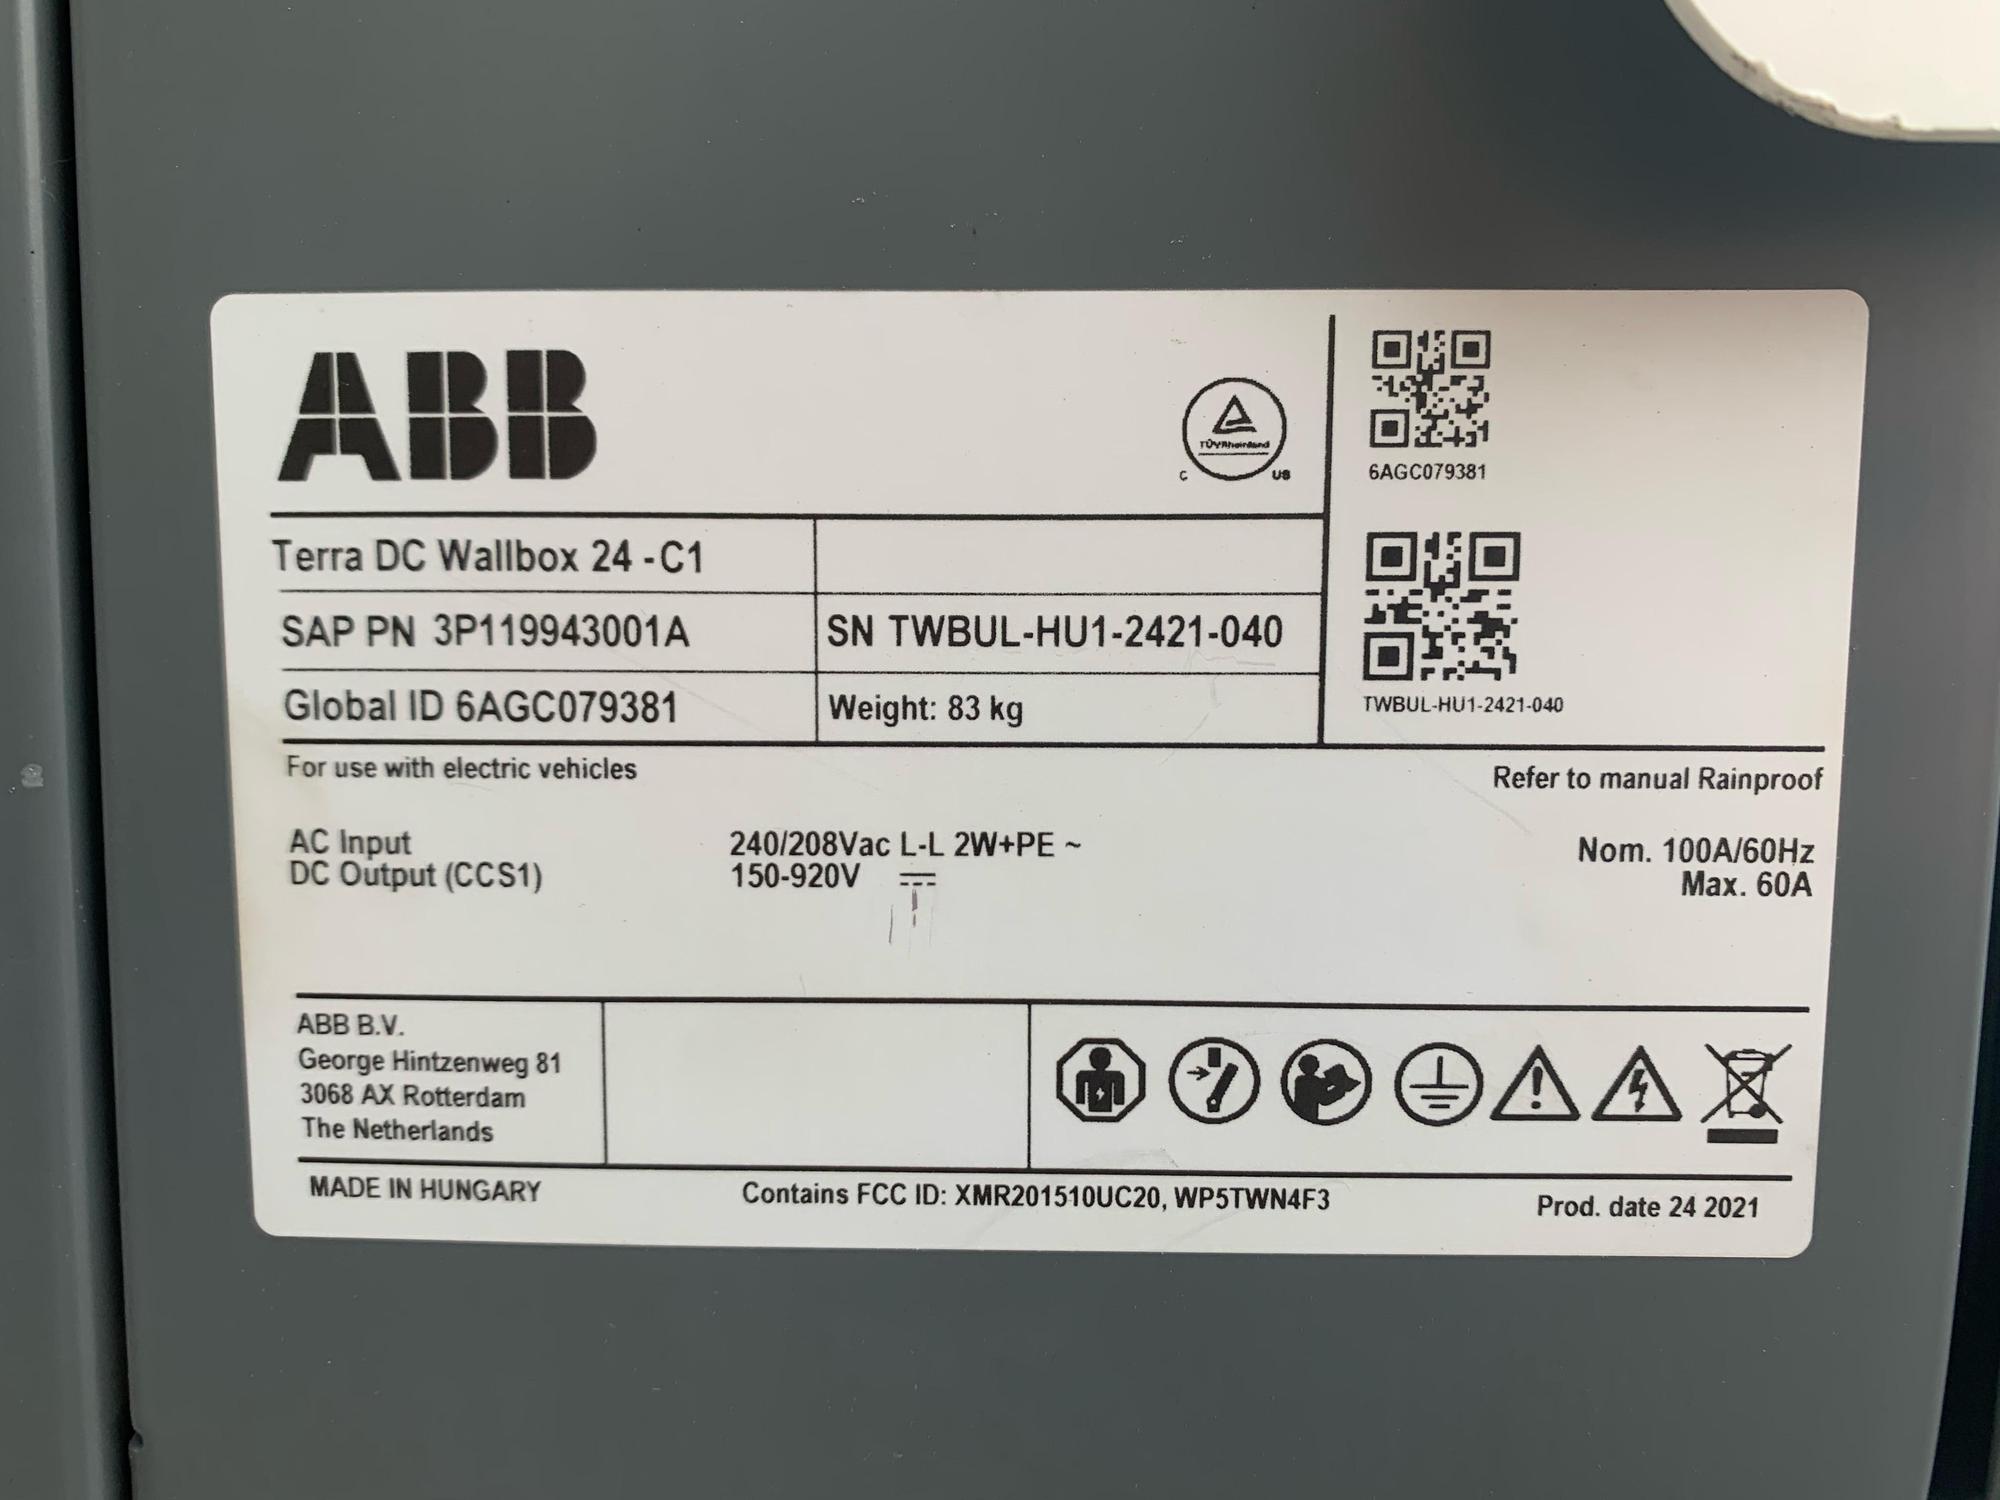 ABB
TÜVRheinland
C US
6AGC079381
Terra DC Wallbox 24 -C1
SAP PN 3P119943001A
SN TWBUL-HU1-2421-040
Global ID 6AGC079381
Weight: 83 kg
TWBUL-HU1-2421-040
For use with electric vehicles
Refer to manual Rainproof
AC Input 240/208Vac L-L 2W+PE ~ Nom. 100A/60Hz
DC Output (CCS1) 150-920V Max. 60A
ABB B.V.
George Hintzenweg 81
3068 AX Rotterdam
The Netherlands
MADE IN HUNGARY
Contains FCC ID: XMR201510UC20, WP5TWN4F3
Prod. date 24 2021